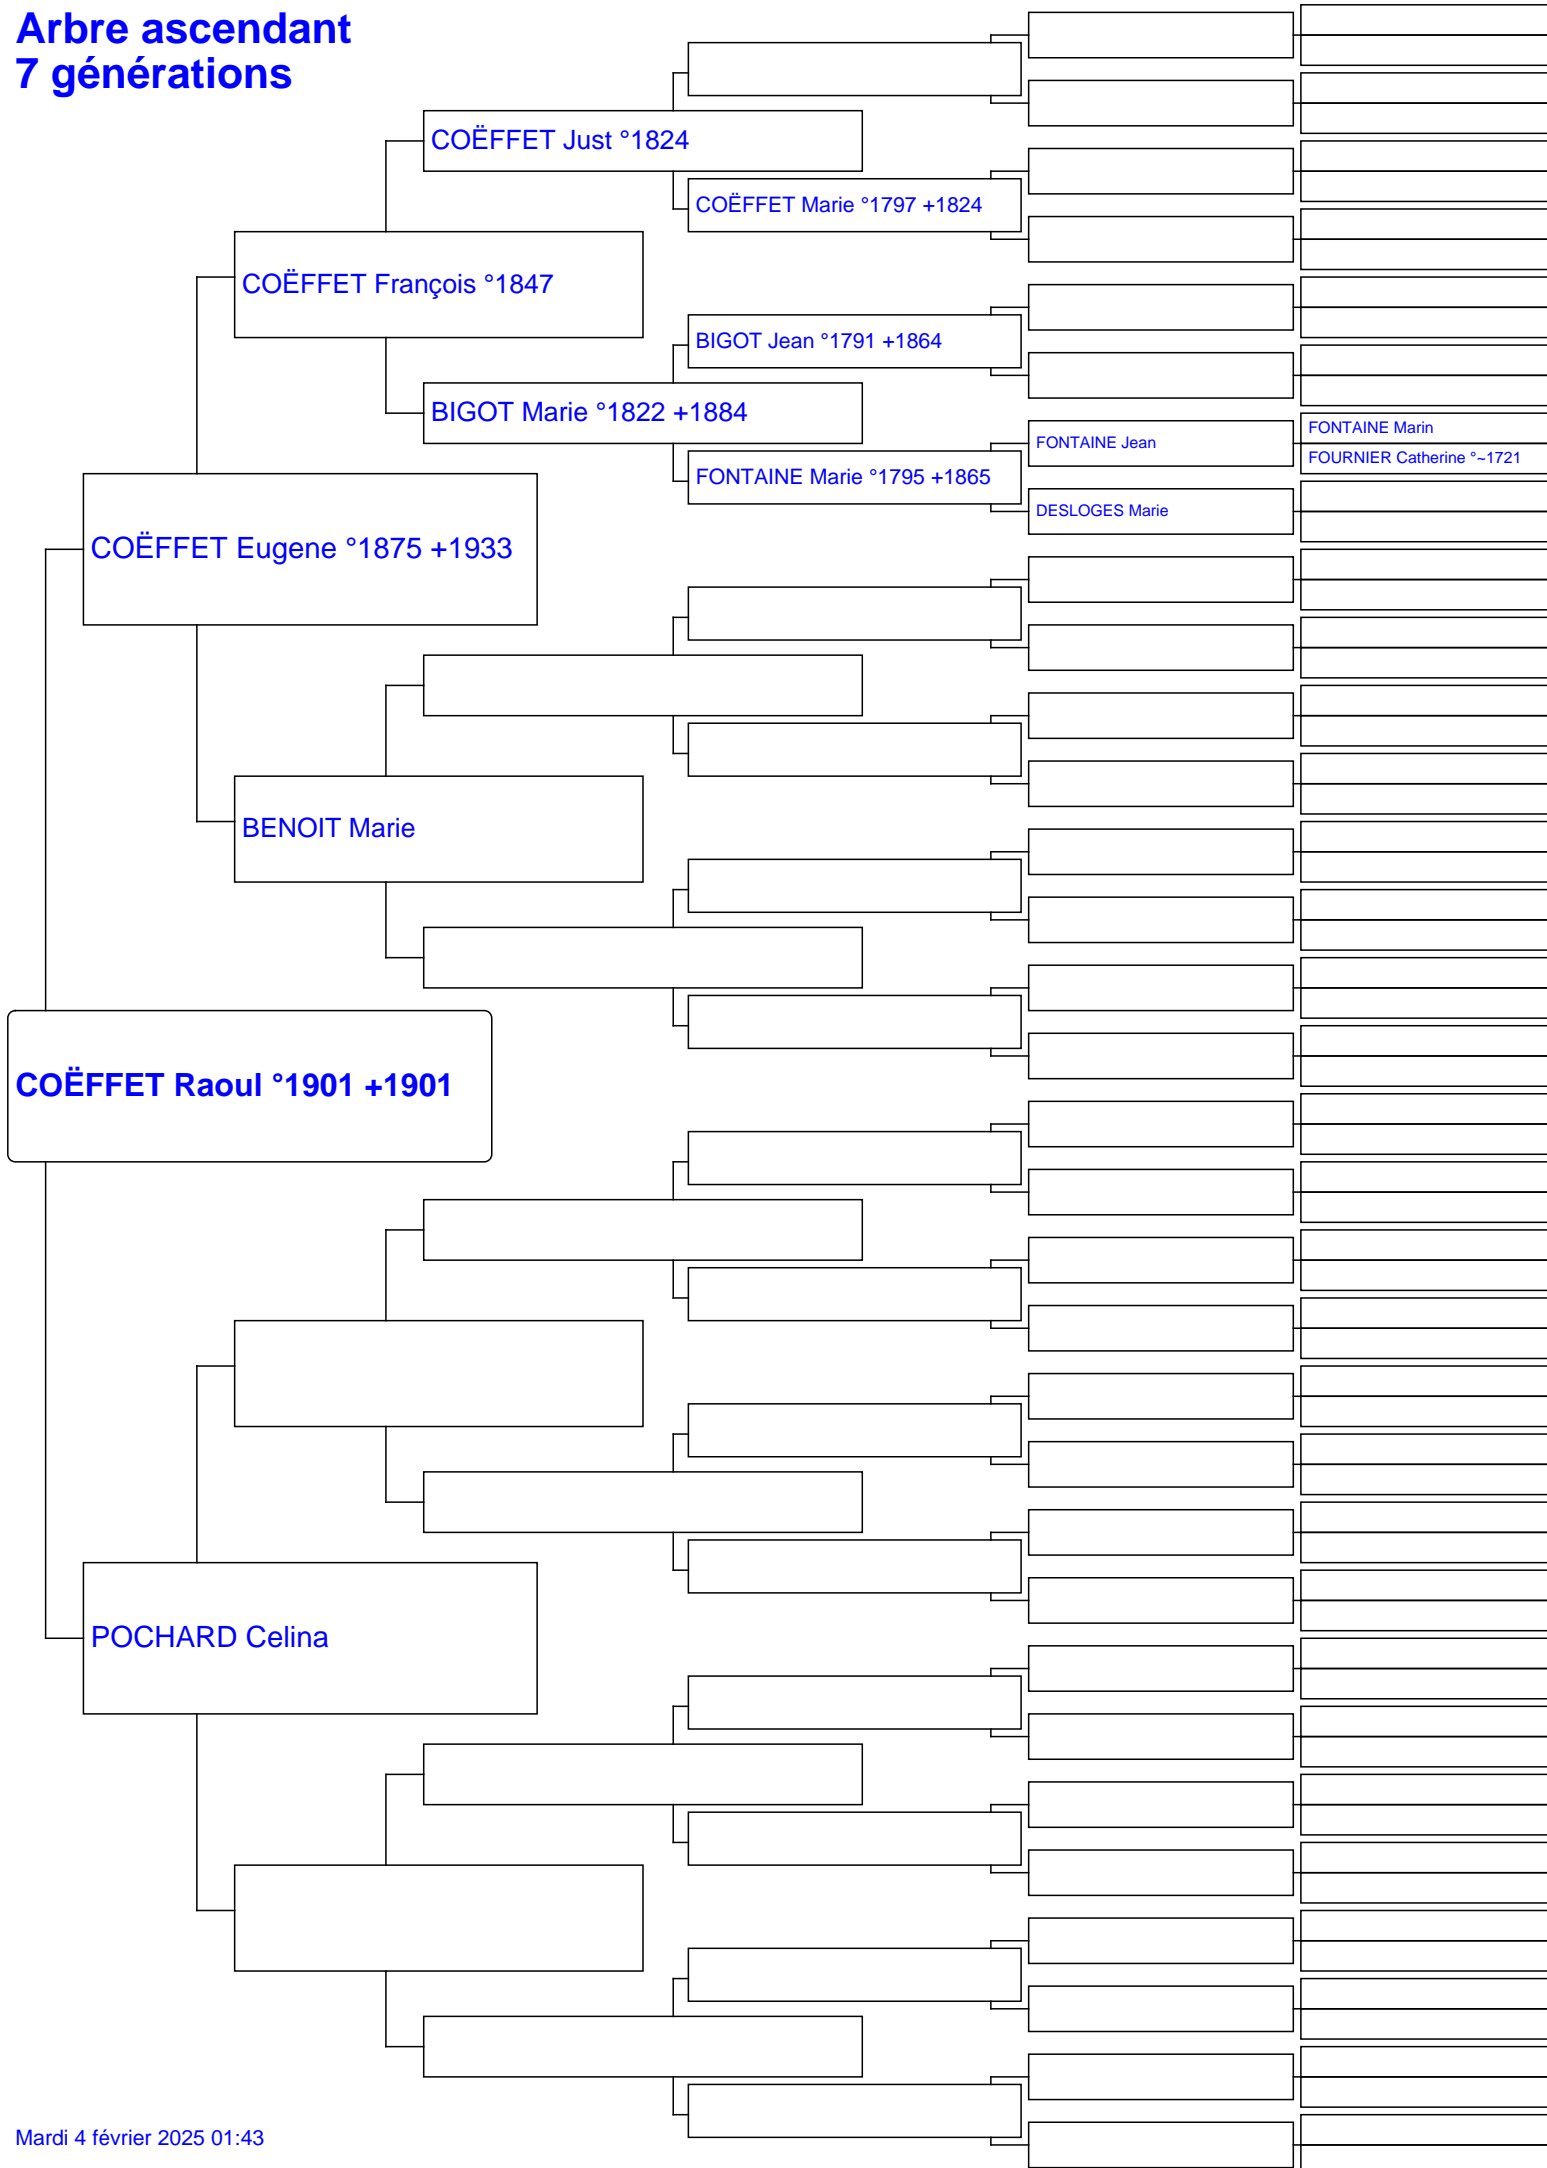 Arbre ascendant
7 générations
COËFFET Just °1824
COËFFET Marie °1797 +1824
COËFFET François °1847
BIGOT Jean °1791 +1864
BIGOT Marie °1822 +1884
FONTAINE Marin
FONTAINE Jean
FOURNIER Catherine °~1721
FONTAINE Marie °1795 +1865
DESLOGES Marie
COËFFET Eugene °1875 +1933
BENOIT Marie
COËFFET Raoul °1901 +1901
POCHARD Celina
Mardi 4 février 2025 01:43